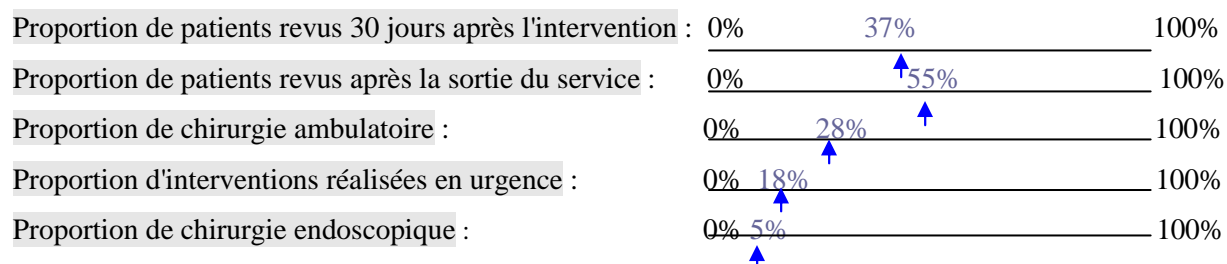 Proportion de patients revus 30 jours après l'intervention : 0% 37% 100%
Proportion de patients revus après la sortie du service : 0% 55% 100%
Proportion de chirurgie ambulatoire : 0% 28% 100%
Proportion d'interventions réalisées en urgence : 0% 18% 100%
Proportion de chirurgie endoscopique : 0% 5% 100%